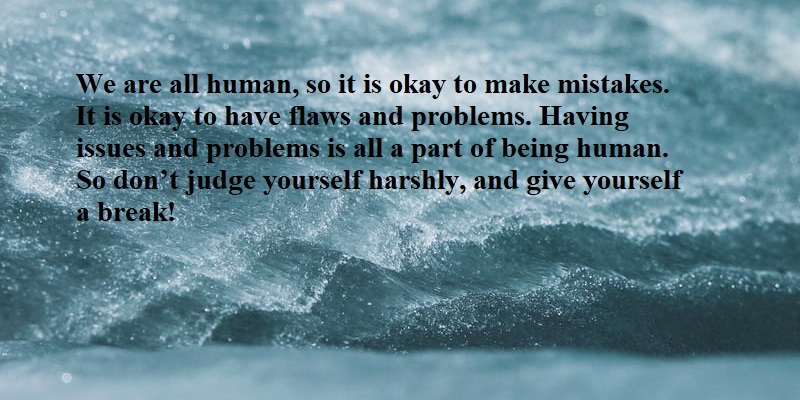 We are all human, so it is okay to make mistakes.
It is okay to have flaws and problems. Having
issues and problems is all a part of being human.
So don’t judge yourself harshly, and give yourself
a break!